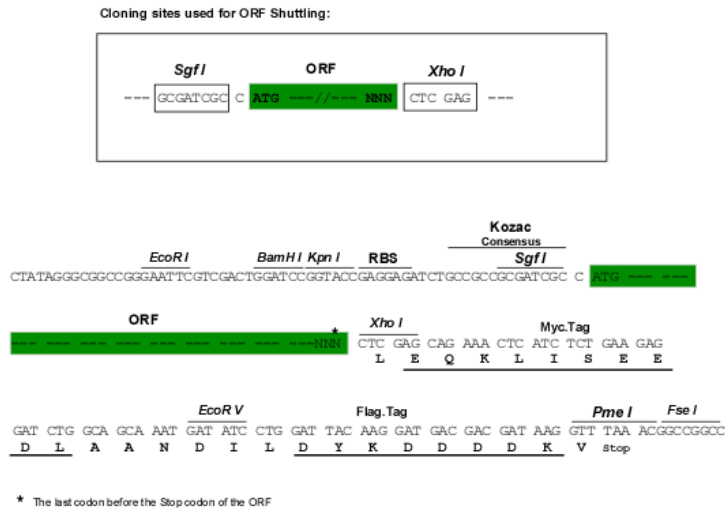 Cloning sites used for ORF Shuttling:
Sgf I ORF Xho I
--- GCGATCGC C ATG ---//--- NNN CTC GAG ---
Kozac
Consensus
EcoR I BamH I Kpn I RBS Sgf I
CTATAGGGCGGCCGGGAATTCGTCGACTGGATCCGGTACCGAGGAGATCTGCCGCCGCGATCGC C ATG --- ---
ORF Xho I Myc.Tag
--- --- --- --- --- --- --- --- --- --- ---NNN* CTC GAG CAG AAA CTC ATC TCT GAA GAG
L E Q K L I S E E
EcoR V Flag.Tag Pme I Fse I
GAT CTG GCA GCA AAT GAT ATC CTG GAT TAC AAG GAT GAC GAC GAT AAG GTT TAA ACGGCCGGCC
D L A A N D I L D Y K D D D D K V Stop
* The last codon before the Stop codon of the ORF